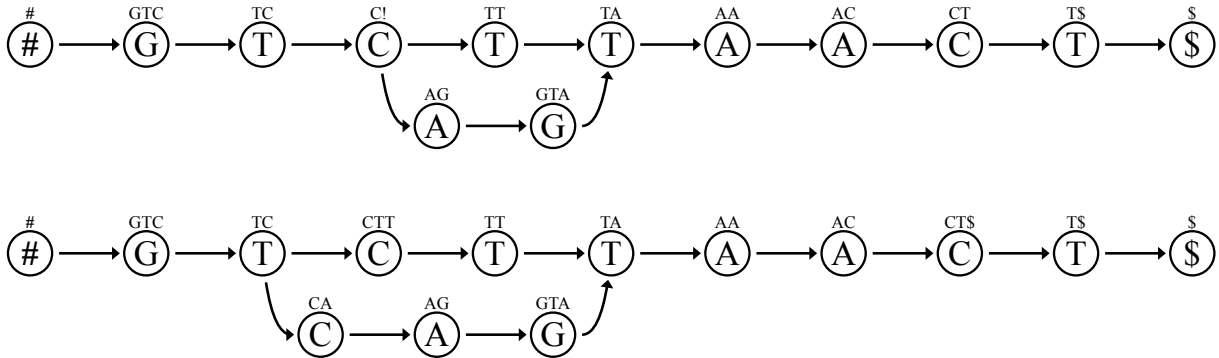 # GTC TC C! TT TA AA AC CT T$ $
# G T C T T A A C T $
AG GTA
A G
# GTC TC CTT TT TA AA AC CT$ T$ $
# G T C T T A A C T $
CA AG GTA
C A G